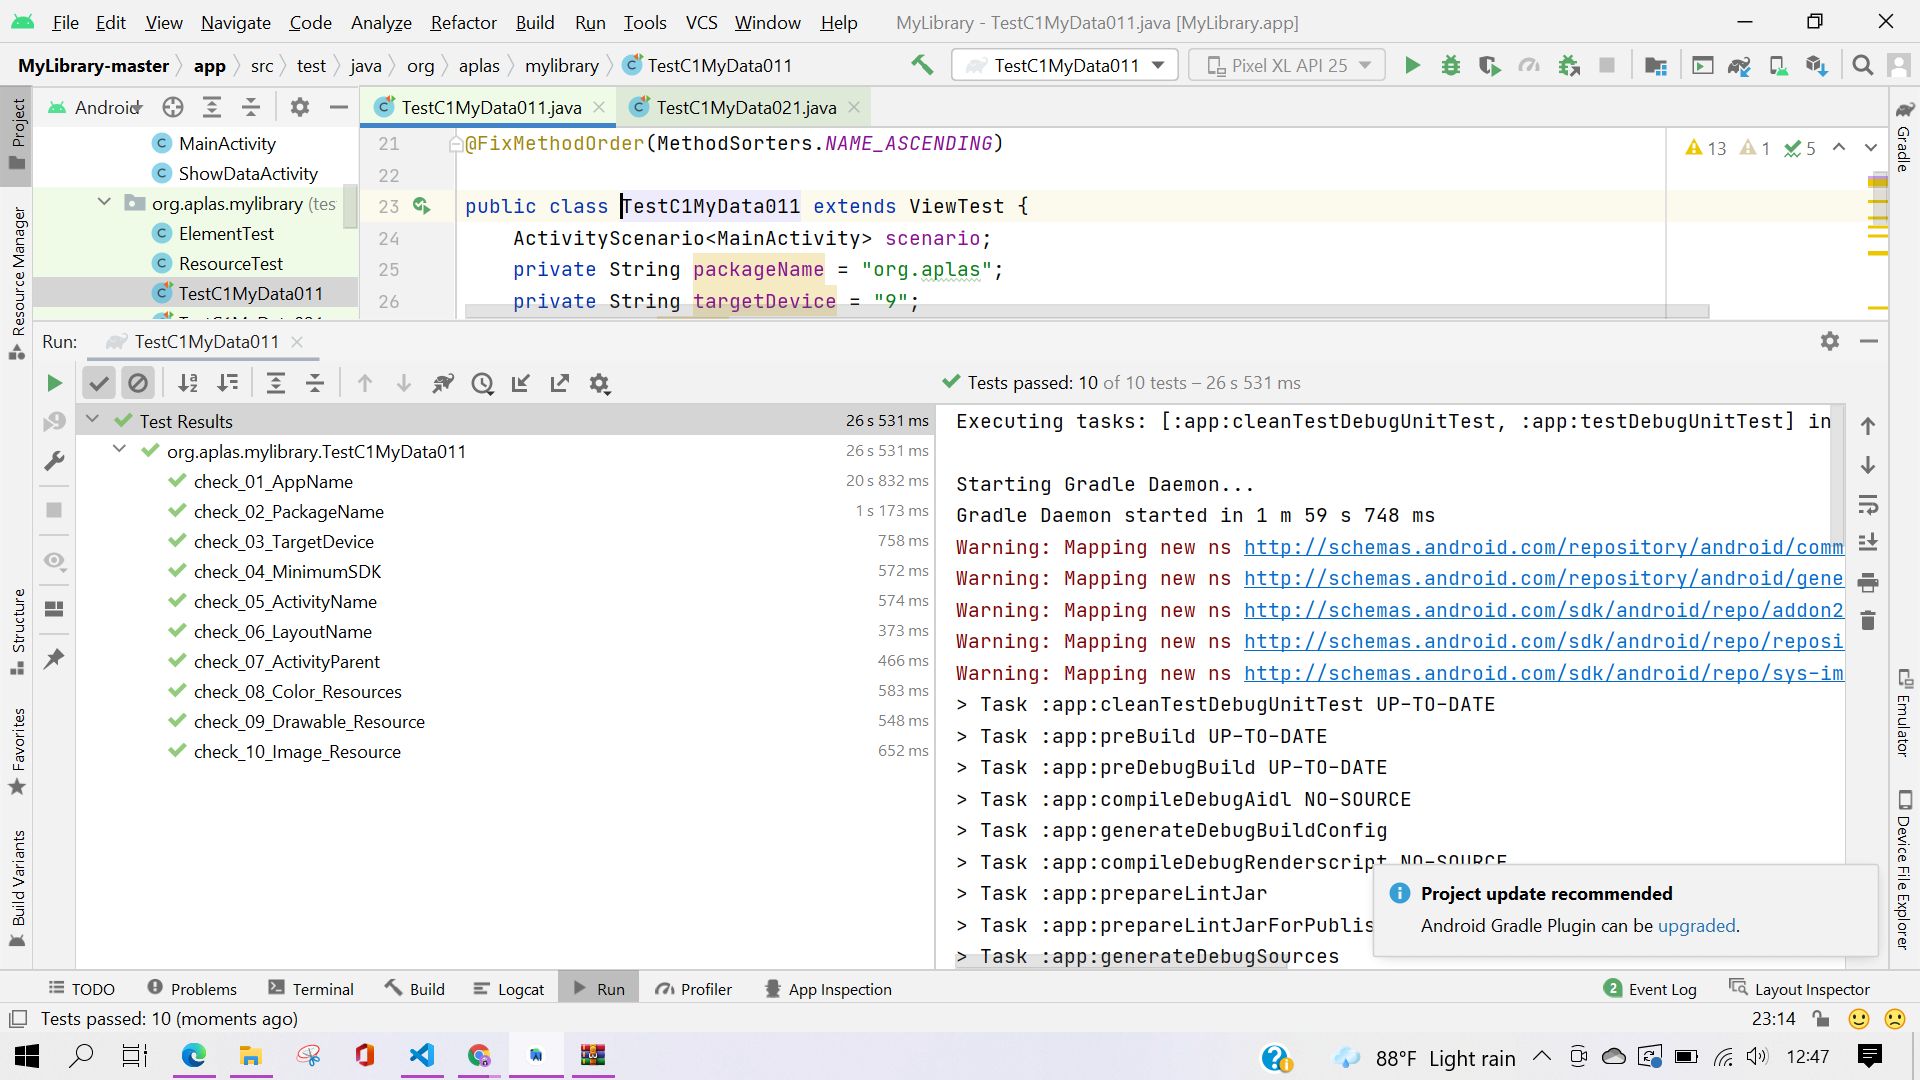 File Edit View Navigate Code Analyze Refactor Build Run Tools VCS Window Help MyLibrary - TestC1MyData011.java [MyLibrary.app]
MyLibrary-master app src test java org aplas mylibrary TestC1MyData011 TestC1MyData011 Pixel XL API 25
Project
Resource Manager
Structure
Favorites
Build Variants
Android
MainActivity
ShowDataActivity
org.aplas.mylibrary (tes
ElementTest
ResourceTest
TestC1MyData011
TestC1MyData011.java TestC1MyData021.java
21 @FixMethodOrder(MethodSorters.NAME_ASCENDING)
22
23 public class TestC1MyData011 extends ViewTest {
24 ActivityScenario<MainActivity> scenario;
25 private String packageName = "org.aplas";
26 private String targetDevice = "9";
13 1 5
Gradle
Emulator
Device File Explorer
Run: TestC1MyData011
Tests passed: 10 of 10 tests – 26 s 531 ms
Test Results 26 s 531 ms
org.aplas.mylibrary.TestC1MyData011 26 s 531 ms
check_01_AppName 20 s 832 ms
check_02_PackageName 1 s 173 ms
check_03_TargetDevice 758 ms
check_04_MinimumSDK 572 ms
check_05_ActivityName 574 ms
check_06_LayoutName 373 ms
check_07_ActivityParent 466 ms
check_08_Color_Resources 583 ms
check_09_Drawable_Resource 548 ms
check_10_Image_Resource 652 ms
Executing tasks: [:app:cleanTestDebugUnitTest, :app:testDebugUnitTest] in
Starting Gradle Daemon...
Gradle Daemon started in 1 m 59 s 748 ms
Warning: Mapping new ns http://schemas.android.com/repository/android/comm
Warning: Mapping new ns http://schemas.android.com/repository/android/gene
Warning: Mapping new ns http://schemas.android.com/sdk/android/repo/addon2
Warning: Mapping new ns http://schemas.android.com/sdk/android/repo/reposi
Warning: Mapping new ns http://schemas.android.com/sdk/android/repo/sys-im
> Task :app:cleanTestDebugUnitTest UP-TO-DATE
> Task :app:preBuild UP-TO-DATE
> Task :app:preDebugBuild UP-TO-DATE
> Task :app:compileDebugAidl NO-SOURCE
> Task :app:generateDebugBuildConfig
> Task :app:compileDebugRenderscript NO-SOURCE
> Task :app:prepareLintJar
> Task :app:prepareLintJarForPublis
> Task :app:generateDebugSources
Project update recommended
Android Gradle Plugin can be upgraded.
TODO Problems Terminal Build Logcat Run Profiler App Inspection 2 Event Log Layout Inspector
Tests passed: 10 (moments ago) 23:14
88°F Light rain 12:47